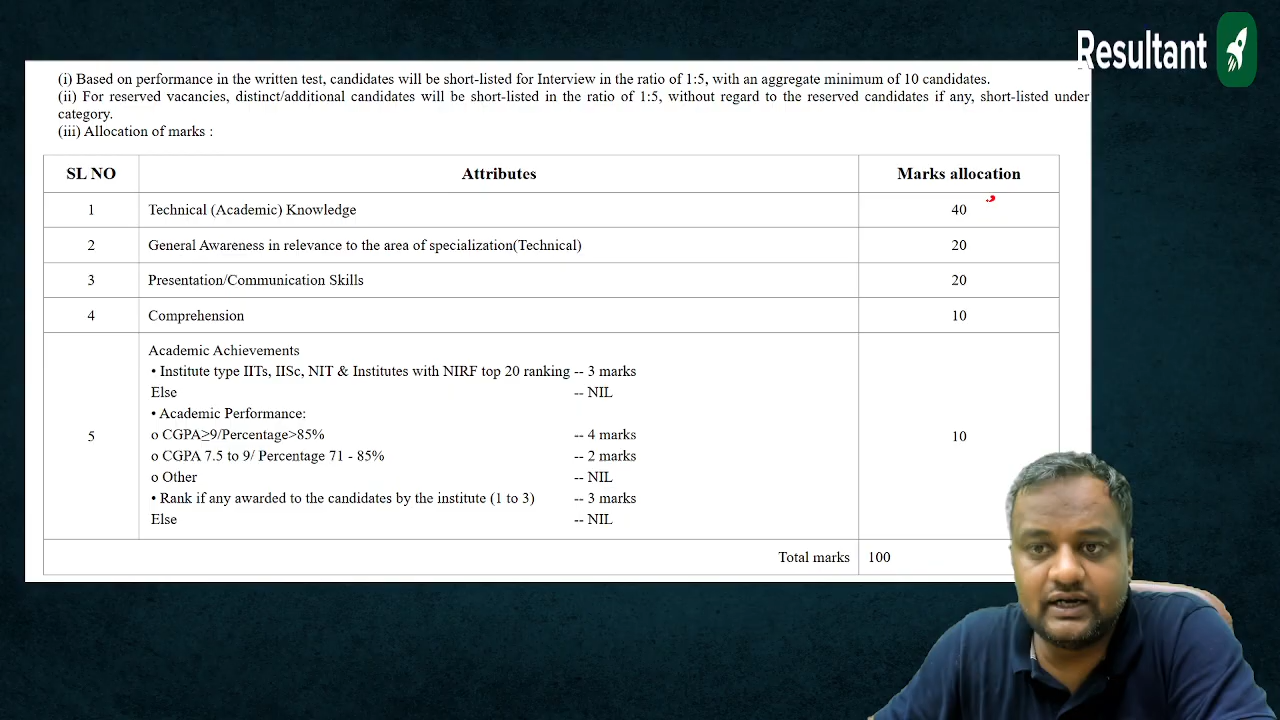 Resultant
(i) Based on performance in the written test, candidates will be short-listed for Interview in the ratio of 1:5, with an aggregate minimum of 10 candidates.
(ii) For reserved vacancies, distinct/additional candidates will be short-listed in the ratio of 1:5, without regard to the reserved candidates if any, short-listed under
category.
(iii) Allocation of marks :
SL NO Attributes Marks allocation
1 Technical (Academic) Knowledge 40
2 General Awareness in relevance to the area of specialization(Technical) 20
3 Presentation/Communication Skills 20
4 Comprehension 10
Academic Achievements
• Institute type IITs, IISc, NIT & Institutes with NIRF top 20 ranking -- 3 marks
Else -- NIL
• Academic Performance:
o CGPA≥9/Percentage>85% -- 4 marks
5 10
o CGPA 7.5 to 9/ Percentage 71 - 85% -- 2 marks
o Other -- NIL
• Rank if any awarded to the candidates by the institute (1 to 3) -- 3 marks
Else -- NIL
Total marks 100